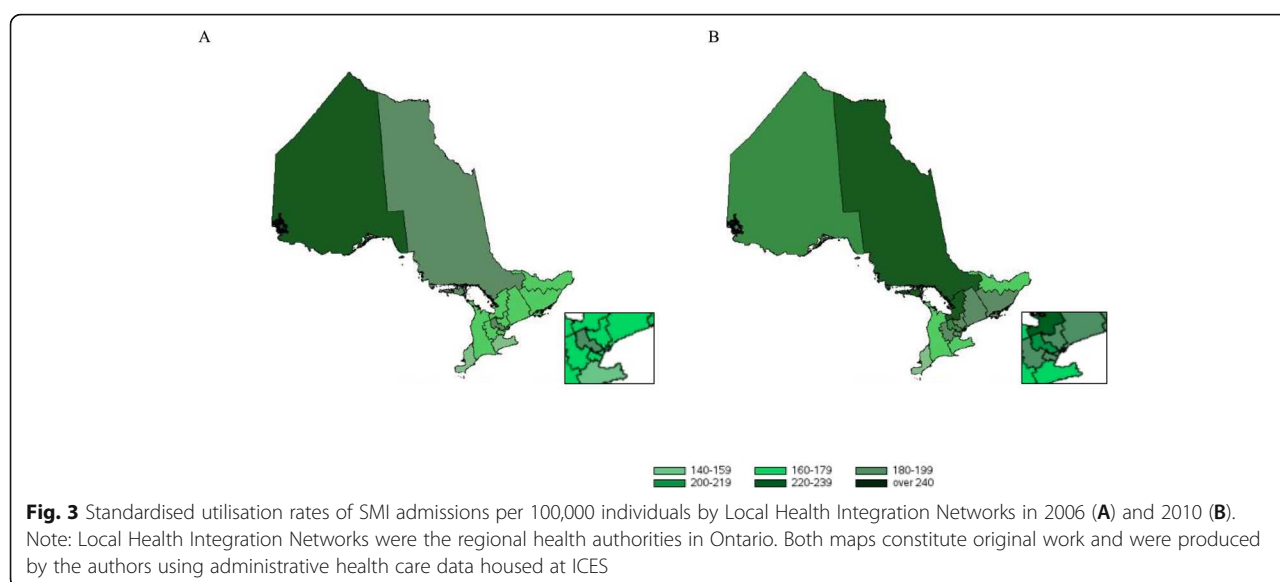 A B
140-159 160-179 180-199
200-219 220-239 over 240
Fig. 3 Standardised utilisation rates of SMI admissions per 100,000 individuals by Local Health Integration Networks in 2006 (A) and 2010 (B).
Note: Local Health Integration Networks were the regional health authorities in Ontario. Both maps constitute original work and were produced
by the authors using administrative health care data housed at ICES